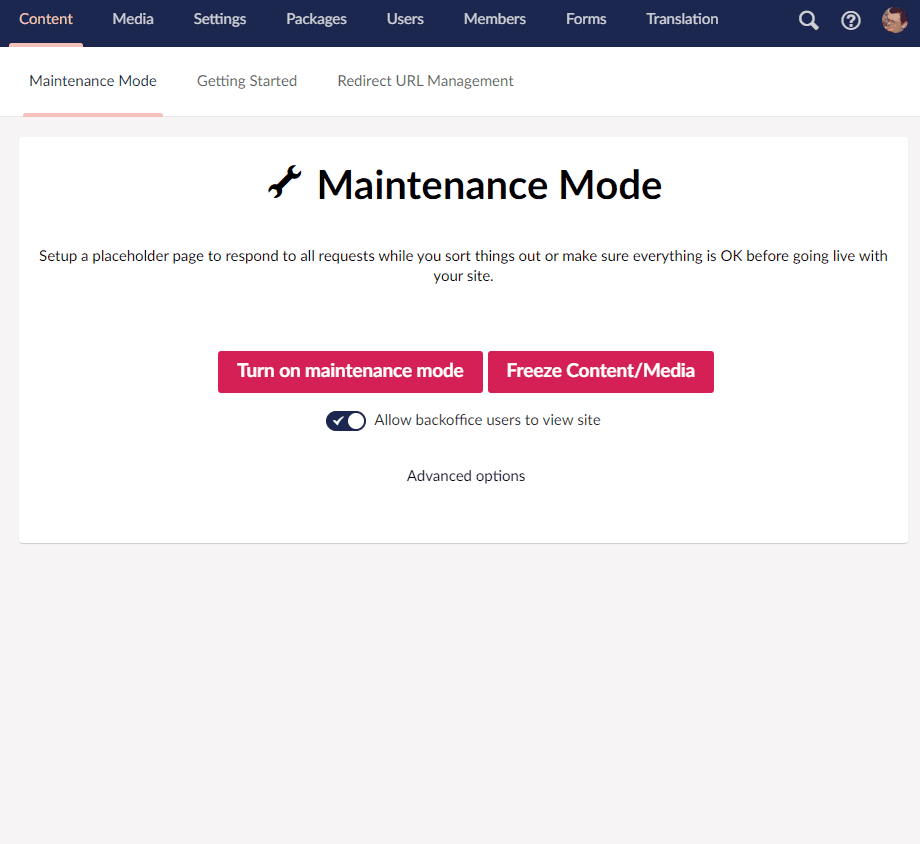 Content Media Settings Packages Users Members Forms Translation
Maintenance Mode Getting Started Redirect URL Management
Maintenance Mode
Setup a placeholder page to respond to all requests while you sort things out or make sure everything is OK before going live with
your site.
Turn on maintenance mode Freeze Content/Media
Allow backoffice users to view site
Advanced options